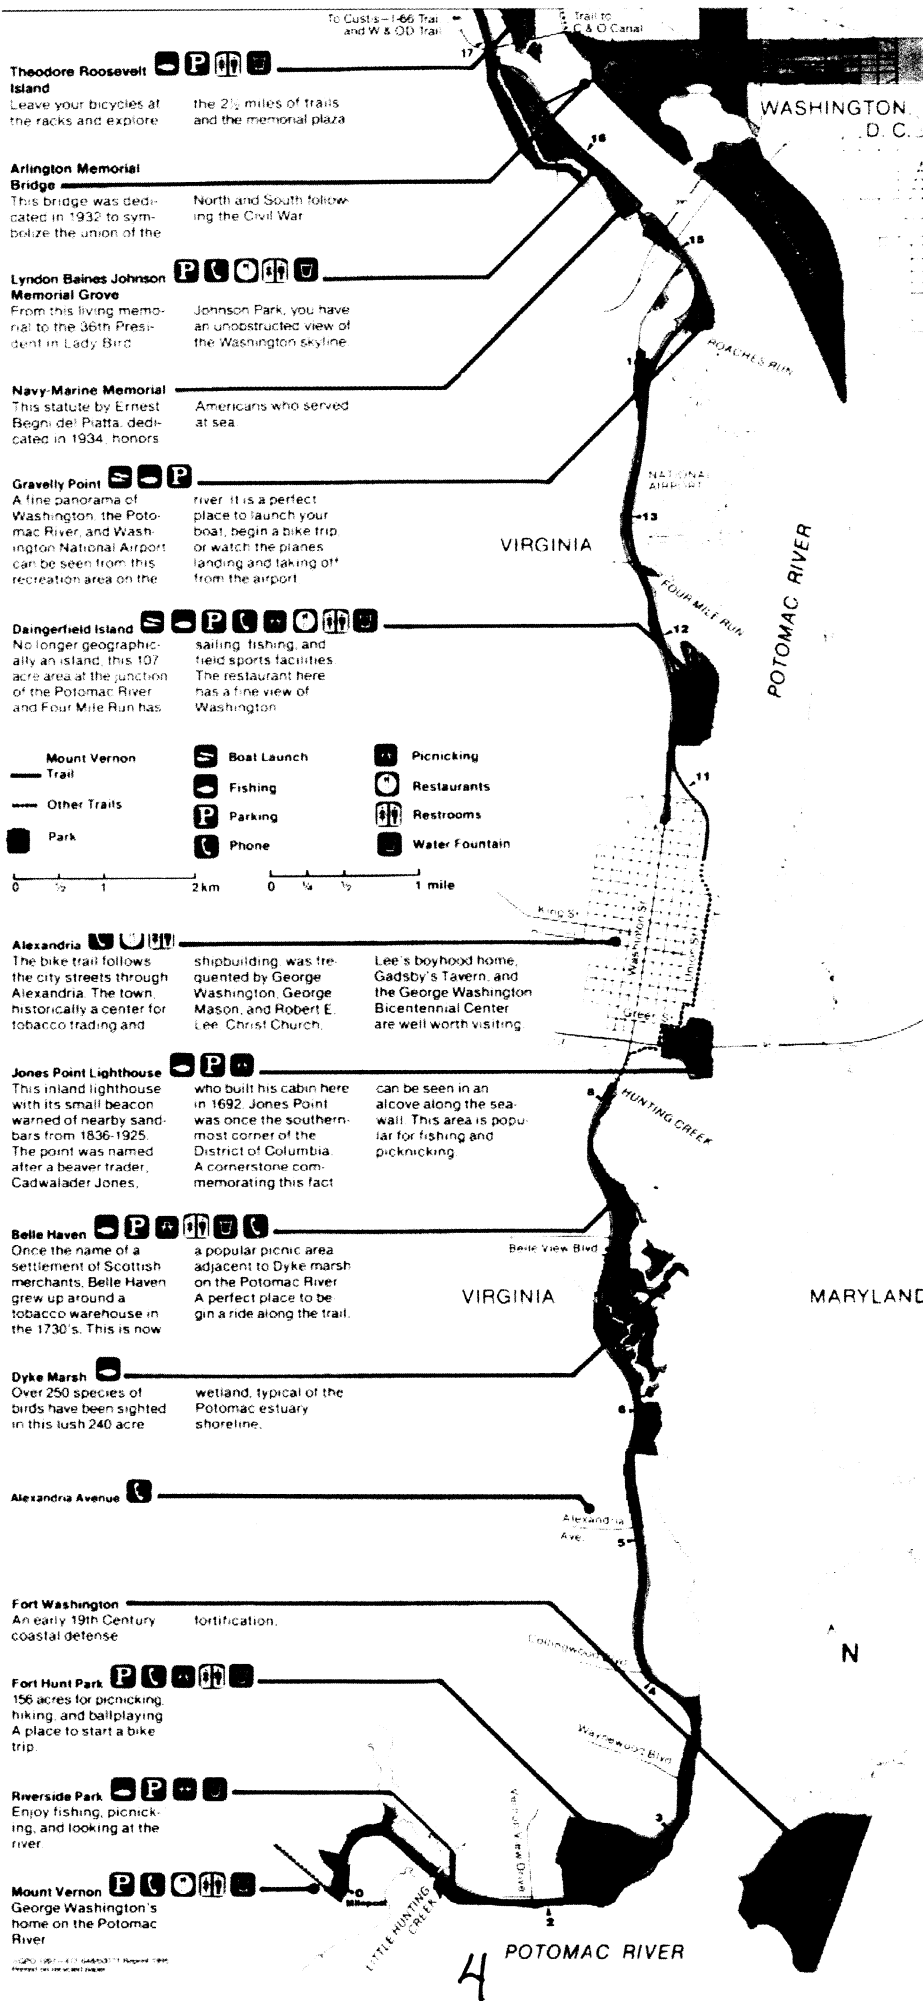 To Custis-I-66 Trail
and W & OD Trail
Trail to
C & O Canal
17
Theodore Roosevelt
Island
Leave your bicycles at
the racks and explore
the 2½ miles of trails
and the memorial plaza
WASHINGTON
D. C.
16
Arlington Memorial
Bridge
This bridge was dedi-
cated in 1932 to sym-
bolize the union of the
North and South follow-
ing the Civil War
15
Lyndon Baines Johnson
Memorial Grove
From this living memo-
rial to the 36th Presi-
dent in Lady Bird
Johnson Park, you have
an unobstructed view of
the Washington skyline.
ROACHES RUN
Navy-Marine Memorial
This statute by Ernest
Begni del Piatta, dedi-
cated in 1934, honors
Americans who served
at sea
Gravelly Point
A fine panorama of
Washington, the Poto-
mac River, and Wash-
ington National Airport
can be seen from this
recreation area on the
river. It is a perfect
place to launch your
boat, begin a bike trip,
or watch the planes
landing and taking off
from the airport
NATIONAL
AIRPORT
13
VIRGINIA
POTOMAC RIVER
FOUR MILE RUN
12
Daingerfield Island
No longer geographic-
ally an island, this 107
acre area at the junction
of the Potomac River
and Four Mile Run has
sailing, fishing, and
field sports facilities
The restaurant here
has a fine view of
Washington
Mount Vernon
Trail
Other Trails
Park
Boat Launch
Fishing
P Parking
Phone
Picnicking
Restaurants
Restrooms
Water Fountain
11
0 ½ 1 2 km
0 ¼ ½ 1 mile
King St
Washington St
Union St
Green St
Alexandria
The bike trail follows
the city streets through
Alexandria. The town,
historically a center for
tobacco trading and
shipbuilding, was fre-
quented by George
Washington, George
Mason, and Robert E.
Lee. Christ Church,
Lee's boyhood home,
Gadsby's Tavern, and
the George Washington
Bicentennial Center
are well worth visiting
Jones Point Lighthouse
This inland lighthouse
with its small beacon
warned of nearby sand-
bars from 1836-1925.
The point was named
after a beaver trader,
Cadwalader Jones,
who built his cabin here
in 1692. Jones Point
was once the southern-
most corner of the
District of Columbia.
A cornerstone com-
memorating this fact
can be seen in an
alcove along the sea-
wall. This area is popu-
lar for fishing and
picknicking.
8
HUNTING CREEK
Belle Haven
Once the name of a
settlement of Scottish
merchants, Belle Haven
grew up around a
tobacco warehouse in
the 1730's. This is now
a popular picnic area
adjacent to Dyke marsh
on the Potomac River
A perfect place to be-
gin a ride along the trail.
Belle View Blvd
VIRGINIA
MARYLAND
Dyke Marsh
Over 250 species of
birds have been sighted
in this lush 240 acre
wetland, typical of the
Potomac estuary
shoreline.
6
Alexandria Avenue
Alexandria
Ave.
5
Fort Washington
An early 19th Century
coastal defense
fortification.
N
Collingwood Blvd
4
Fort Hunt Park
156 acres for picnicking,
hiking, and ballplaying
A place to start a bike
trip.
Waynewood Blvd
3
Riverside Park
Enjoy fishing, picnick-
ing, and looking at the
river.
Vernon View Drive
Mount Vernon
George Washington's
home on the Potomac
River
0
Milepost
LITTLE HUNTING
CREEK
2
POTOMAC RIVER
Printed on recycled paper
4